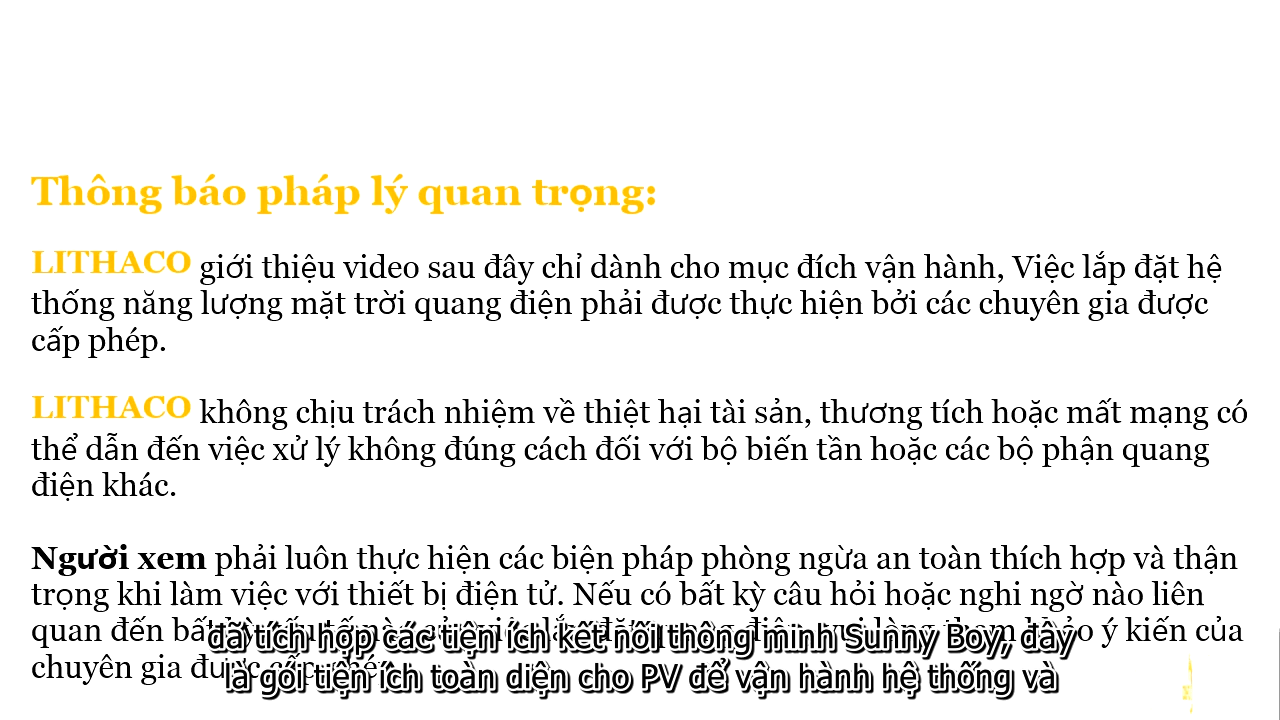 Thông báo pháp lý quan trọng:
LITHACO giới thiệu video sau đây chỉ dành cho mục đích vận hành, Việc lắp đặt hệ
thống năng lượng mặt trời quang điện phải được thực hiện bởi các chuyên gia được
cấp phép.
LITHACO không chịu trách nhiệm về thiệt hại tài sản, thương tích hoặc mất mạng có
thể dẫn đến việc xử lý không đúng cách đối với bộ biến tần hoặc các bộ phận quang
điện khác.
Người xem phải luôn thực hiện các biện pháp phòng ngừa an toàn thích hợp và thận
trọng khi làm việc với thiết bị điện tử. Nếu có bất kỳ câu hỏi hoặc nghi ngờ nào liên
quan đến ý kiến của
chuyên gia
đã tích hợp các tiện ích kết nối thông minh Sunny Boy, đây
là gói tiện ích toàn diện cho PV để vận hành hệ thống và